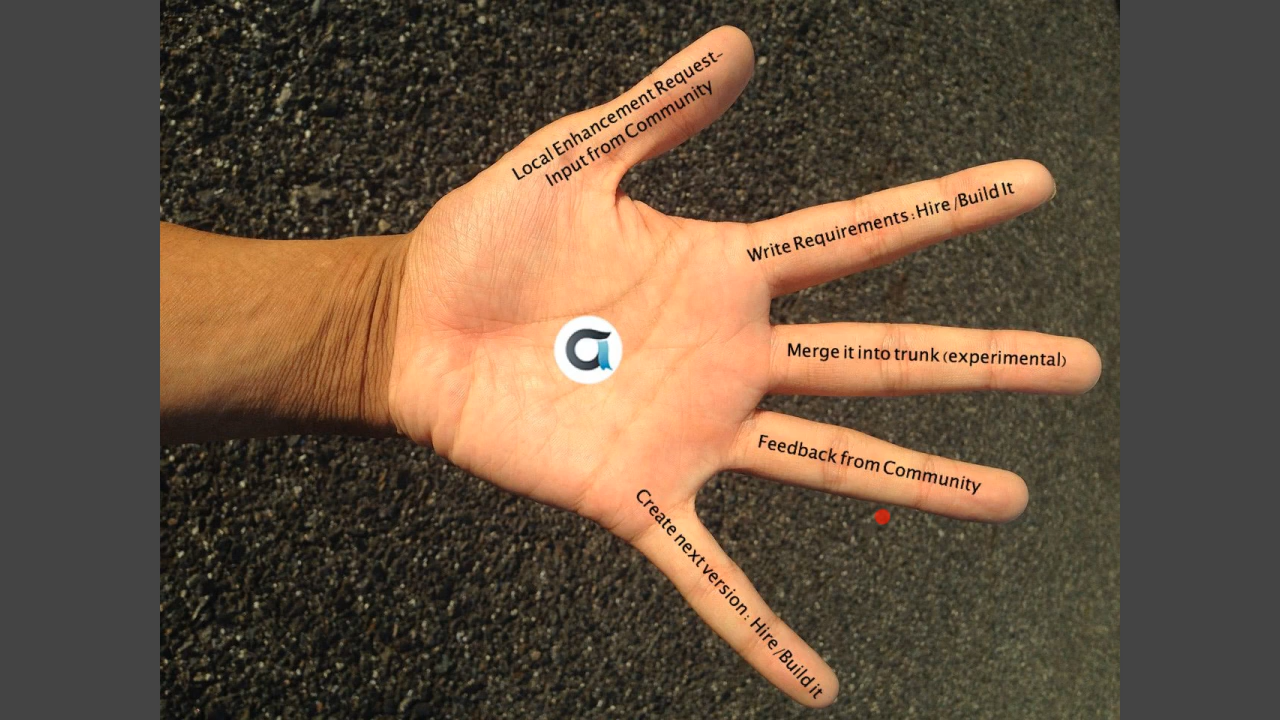 Local Enhancement Request-
Input from Community
Write Requirements : Hire /Build It
Merge it into trunk (experimental)
Feedback from Community
Create next version : Hire /Build it